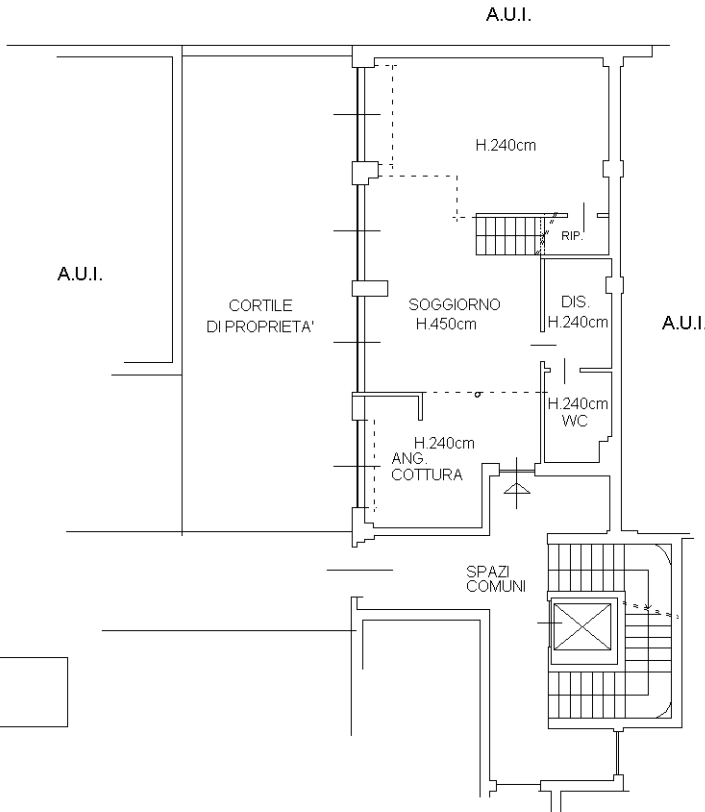 A.U.I.
H.240cm
RIP.
A.U.I.
CORTILE
DI PROPRIETA'
SOGGIORNO
H.450cm
DIS.
H.240cm
A.U.I.
H.240cm
WC
H.240cm
ANG.
COTTURA
SPAZI
COMUNI